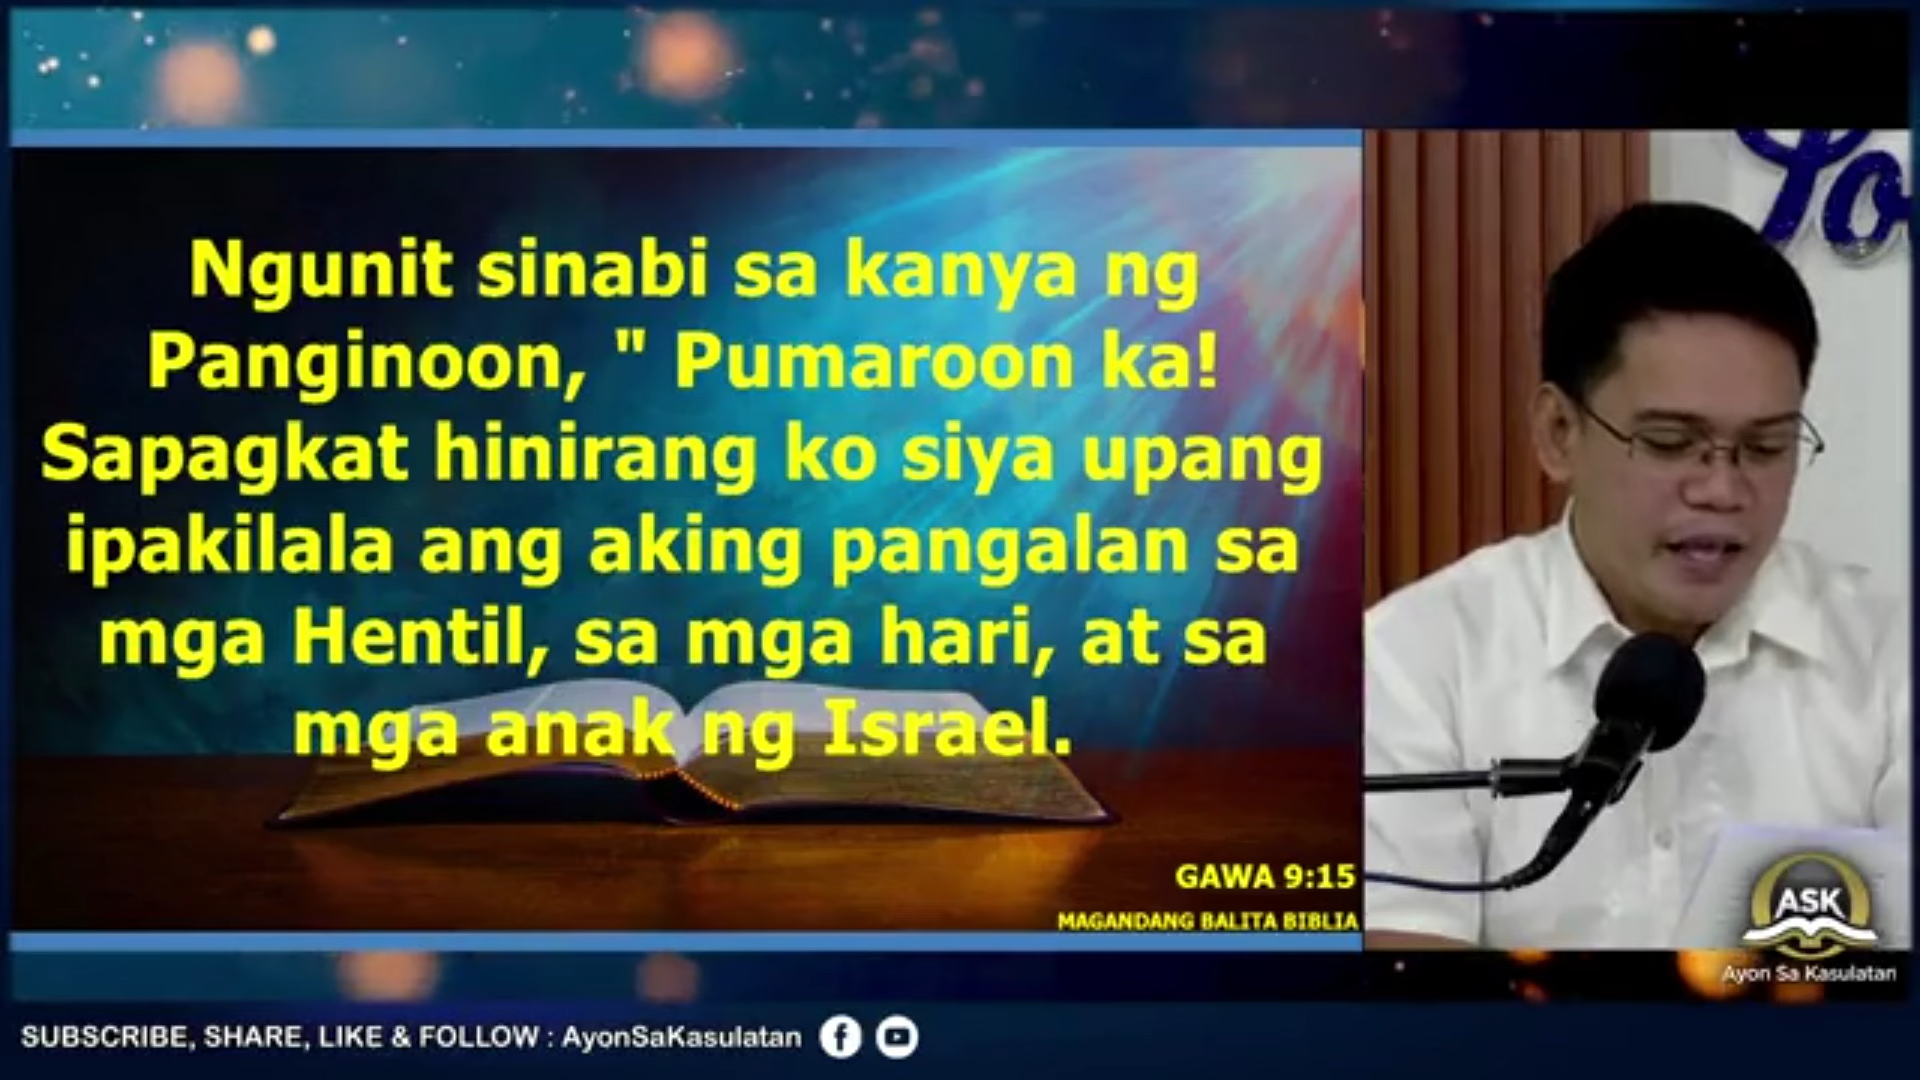 Ngunit sinabi sa kanya ng
Panginoon, " Pumaroon ka!
Sapagkat hinirang ko siya upang
ipakilala ang aking pangalan sa
mga Hentil, sa mga hari, at sa
mga anak ng Israel.
GAWA 9:15
MAGANDANG BALITA BIBLIA
ASK
Ayon Sa Kasulatan
SUBSCRIBE, SHARE, LIKE & FOLLOW : AyonSaKasulatan